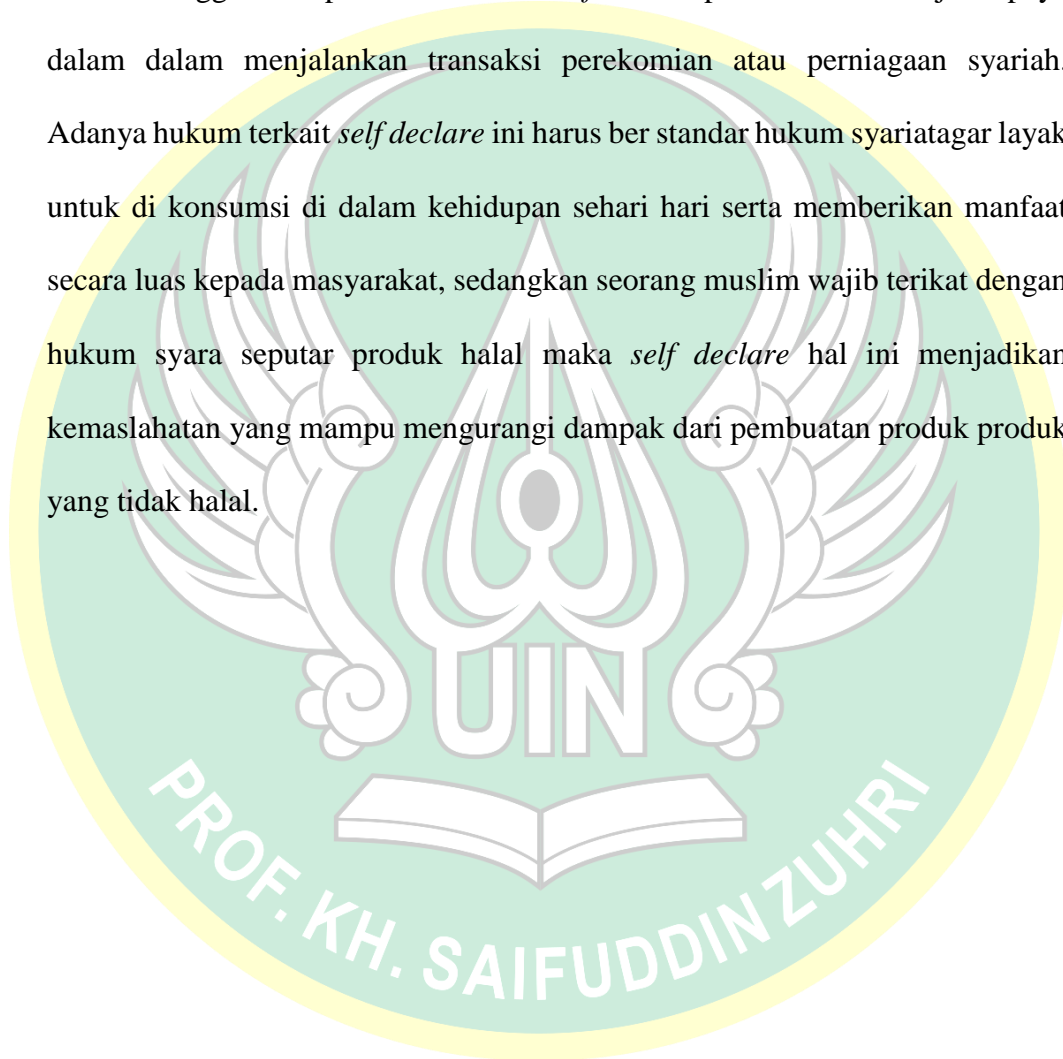 dalam dalam menjalankan transaksi perekomian atau perniagaan syariah.
Adanya hukum terkait self declare ini harus ber standar hukum syariatagar layak
untuk di konsumsi di dalam kehidupan sehari hari serta memberikan manfaat
secara luas kepada masyarakat, sedangkan seorang muslim wajib terikat dengan
hukum syara seputar produk halal maka self declare hal ini menjadikan
kemaslahatan yang mampu mengurangi dampak dari pembuatan produk produk
yang tidak halal.
UIN
PROF. KH. SAIFUDDIN ZUHRI